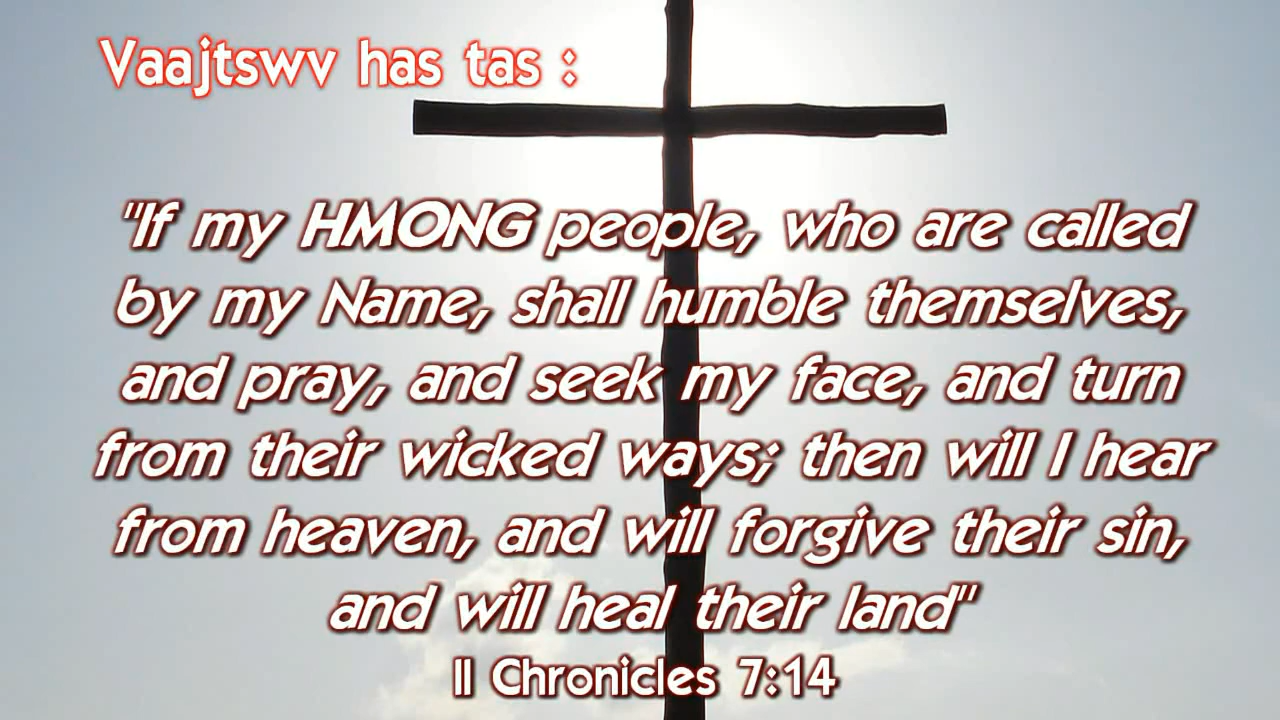 Vaajtswv has tas :
"If my HMONG people, who are called
by my Name, shall humble themselves,
and pray, and seek my face, and turn
from their wicked ways; then will I hear
from heaven, and will forgive their sin,
and will heal their land"
II Chronicles 7:14